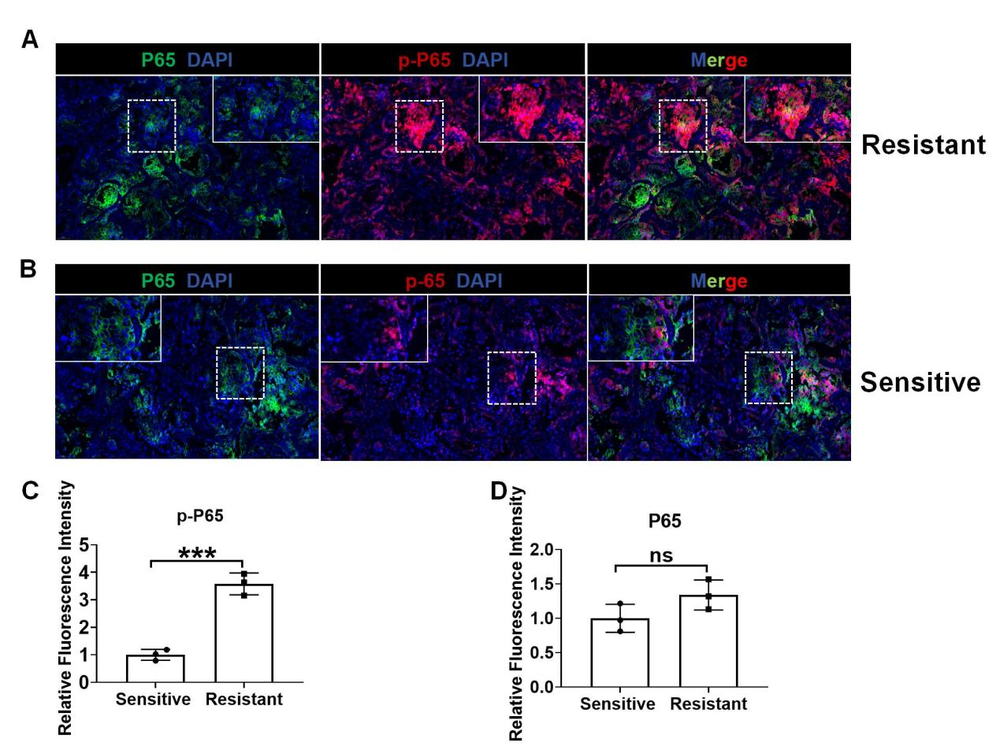 A
P65 DAPI
p-P65 DAPI
Merge
Resistant
B
P65 DAPI
p-65 DAPI
Merge
Sensitive
C
p-P65
Relative Fluorescence Intensity
5
4
3
2
1
0
***
Sensitive Resistant
D
P65
Relative Fluorescence Intensity
2.0
1.5
1.0
0.5
0.0
ns
Sensitive Resistant